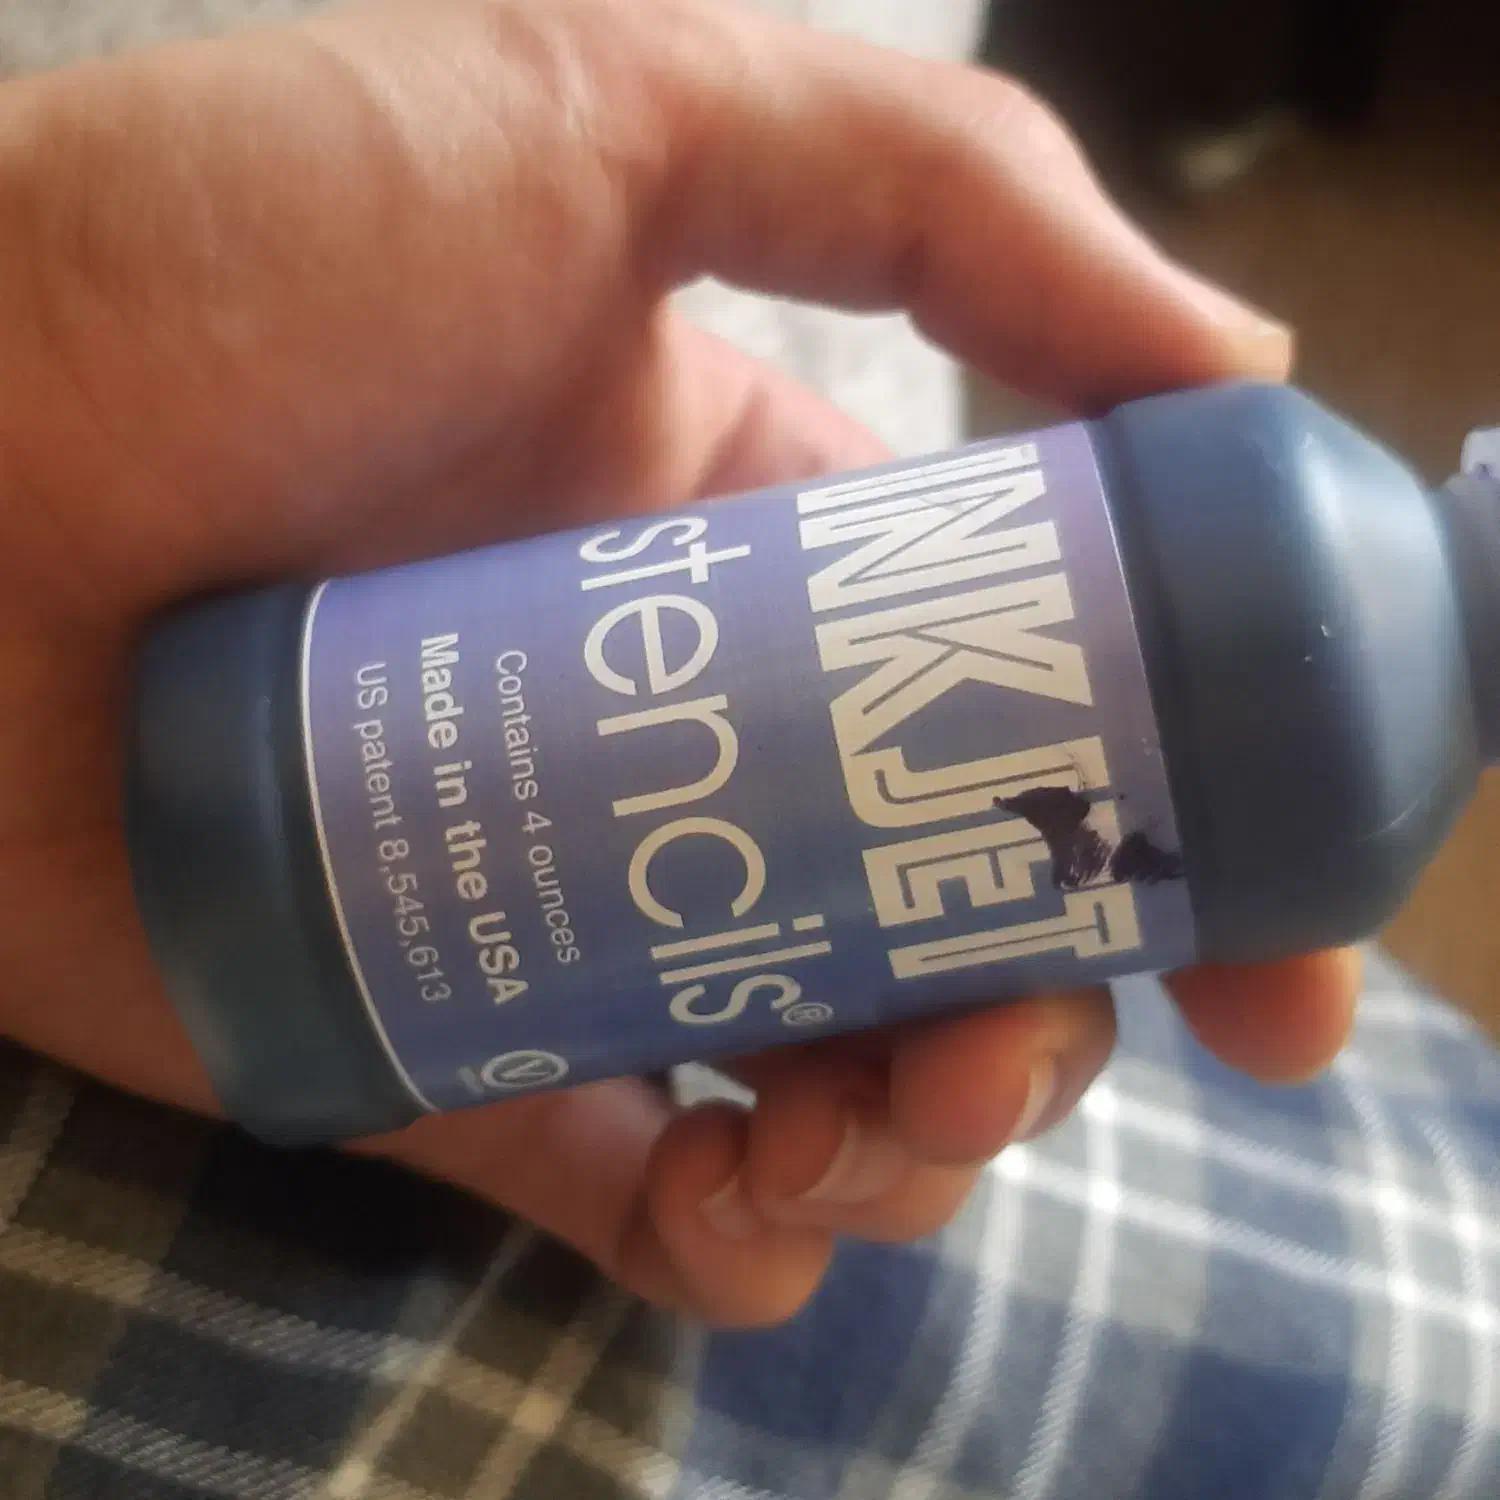 INKJET
stencils®
Contains 4 ounces
Made in the USA
US patent 8,545,613
V